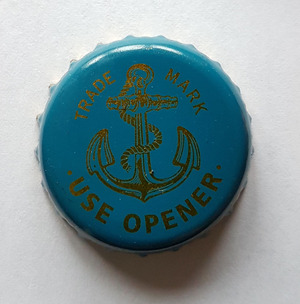 TRADE MARK
· USE OPENER ·